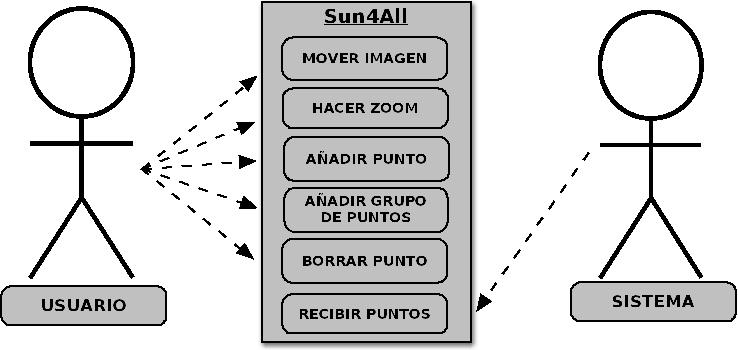 Sun4All
MOVER IMAGEN
HACER ZOOM
AÑADIR PUNTO
AÑADIR GRUPO
DE PUNTOS
BORRAR PUNTO
RECIBIR PUNTOS
USUARIO
SISTEMA